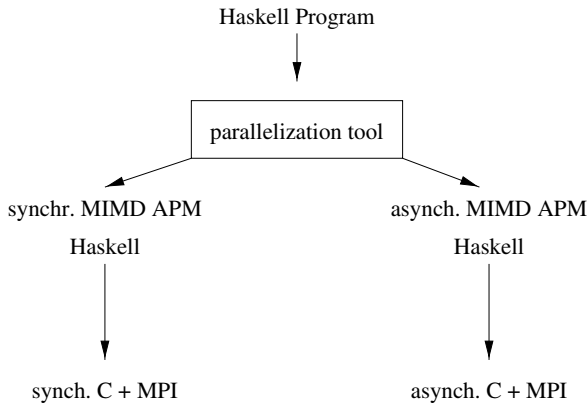 Haskell Program
parallelization tool
synchr. MIMD APM
Haskell
asynch. MIMD APM
Haskell
synch. C + MPI
asynch. C + MPI